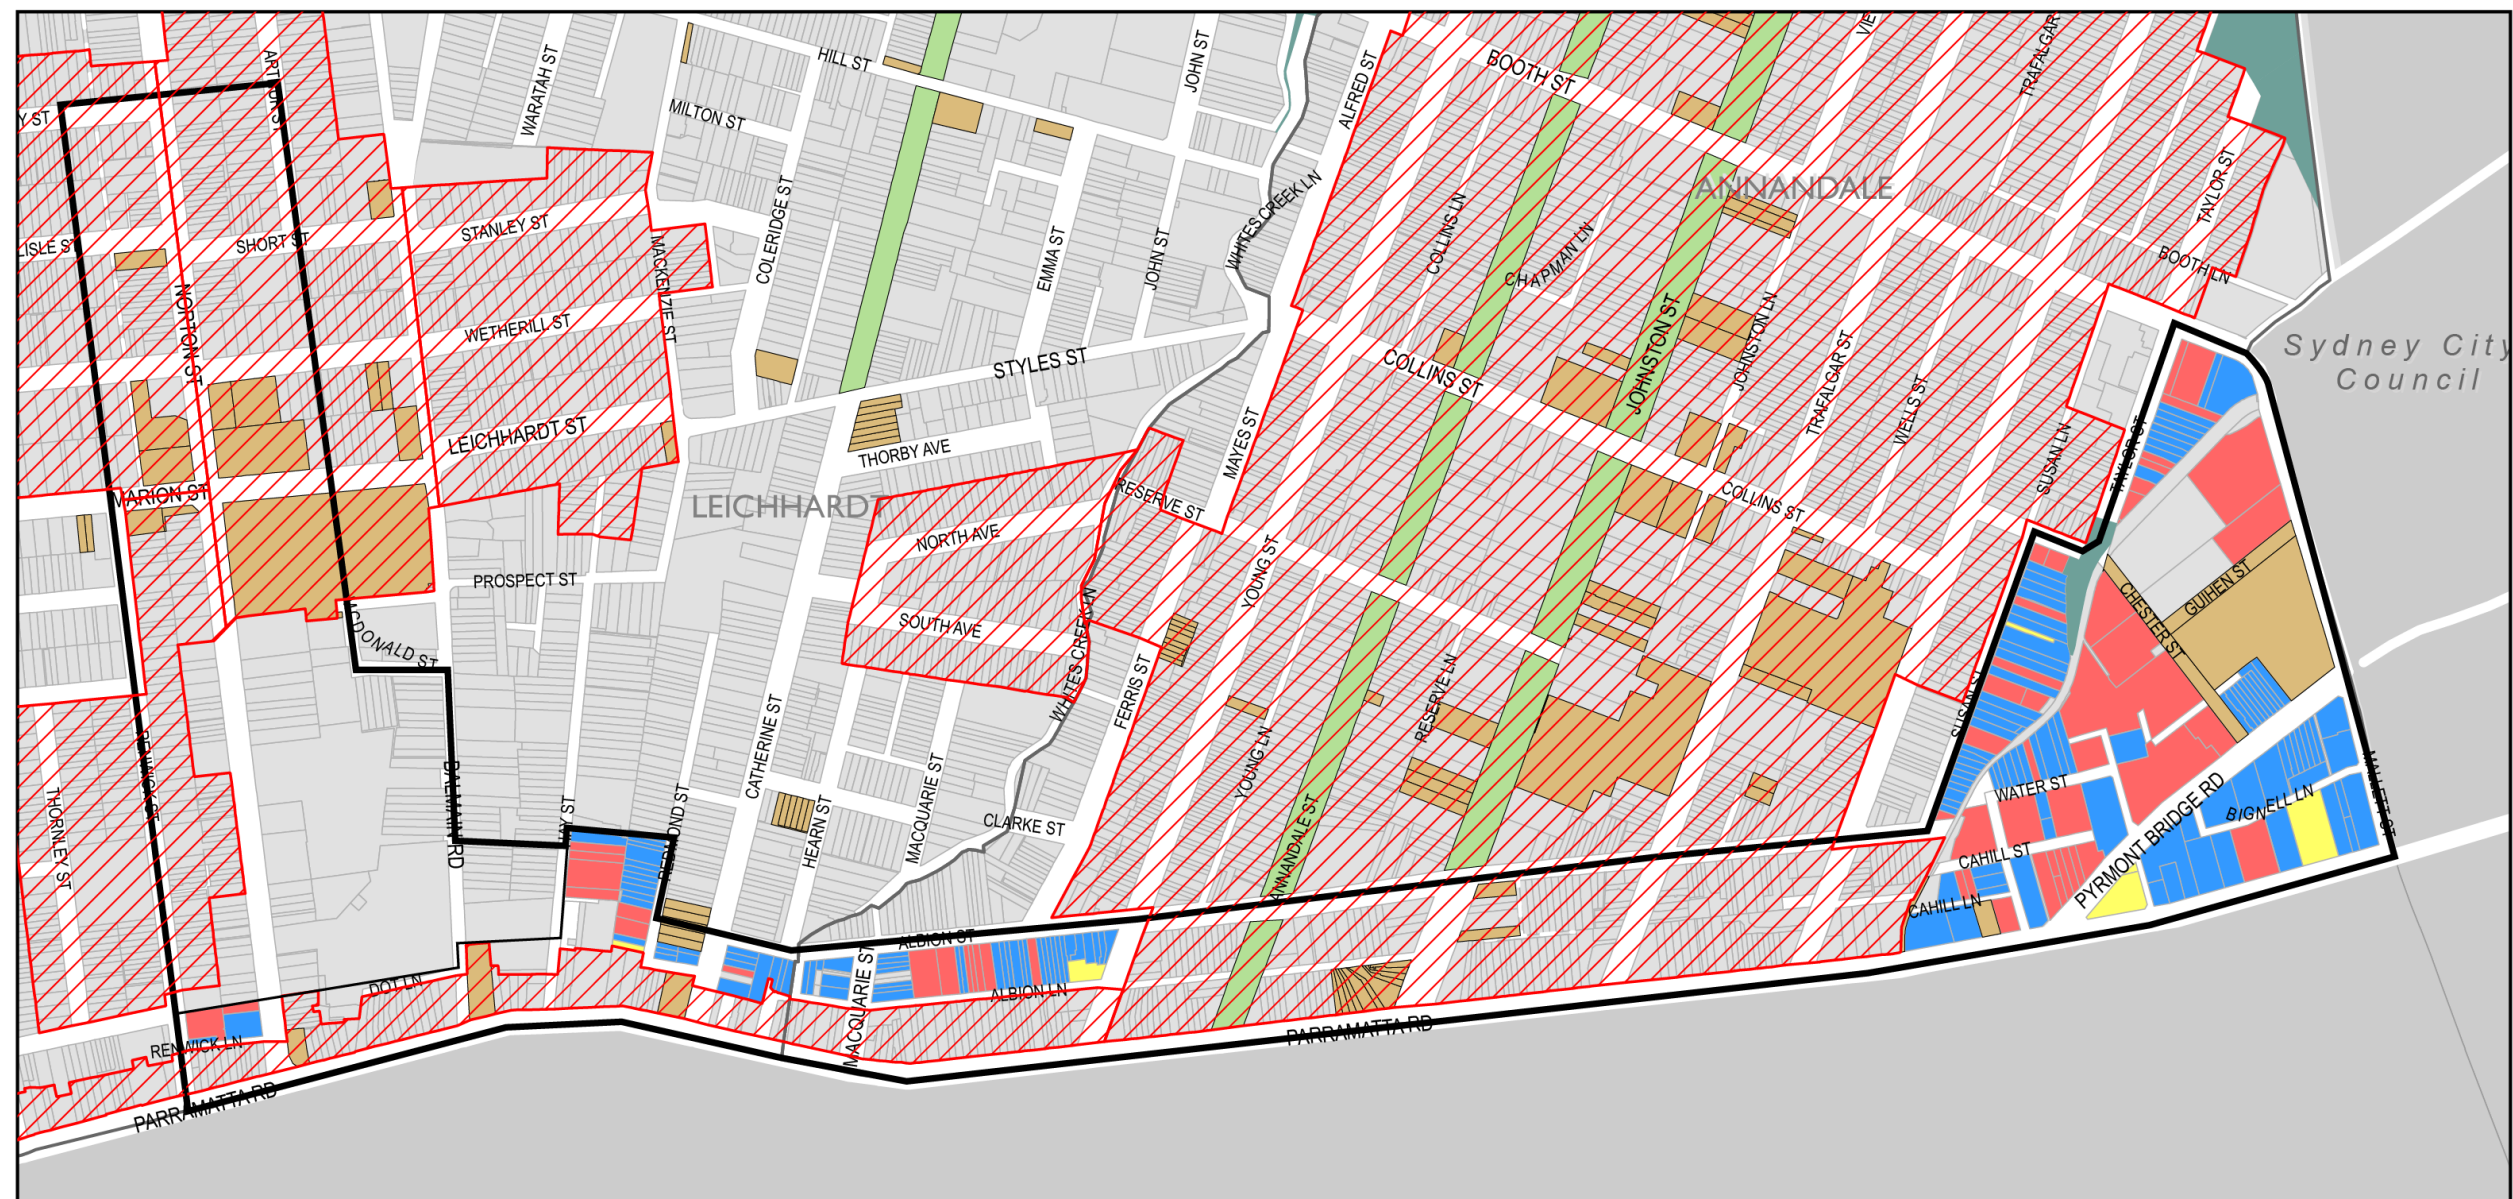 HILL ST
JOHN ST
ALFRED ST
BOOTH ST
TRAFALGAR
WARATAH ST
MILTON ST
Y ST
ANNANDALE
TAYLOR ST
COLLINS LN
CHAPMAN LN
WHITES CREEK LN
COLERIDGE ST
STANLEY ST
SHORT ST
LISLE ST
EMMA ST
JOHN ST
BOOTH LN
MACKENZIE ST
NORTON ST
WETHERILL ST
JOHNSTON ST
JOHNSTON LN
TRAFALGAR ST
WELLS ST
STYLES ST
COLLINS ST
Sydney City
Council
LEICHHARDT ST
THORBY AVE
MAYES ST
SUSAN LN
TAYLOR ST
MARION ST
LEICHHARDT
RESERVE ST
COLLINS ST
NORTH AVE
YOUNG ST
PROSPECT ST
SOUTH AVE
WHITES CREEK LN
CHESTER ST
GUIHEN ST
MCDONALD ST
FERRIS ST
RESERVE LN
SUSAN ST
RENWICK ST
BALMAIN RD
CATHERINE ST
MACQUARIE ST
YOUNG LN
WATER ST
PYRMONT BRIDGE RD
BIGNELL LN
MALLETT ST
THORNLEY ST
REDMOND ST
HEARN ST
CLARKE ST
ANNANDALE ST
CAHILL ST
CAHILL LN
ALBION ST
DOT LN
ALBION LN
MACQUARIE ST
RENWICK LN
PARRAMATTA RD
PARRAMATTA RD